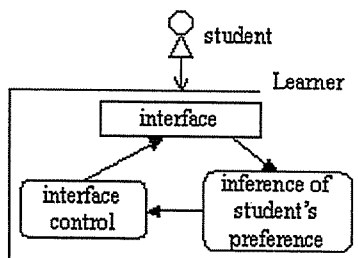 student
Learner
interface
interface
control
inference of
student's
preference